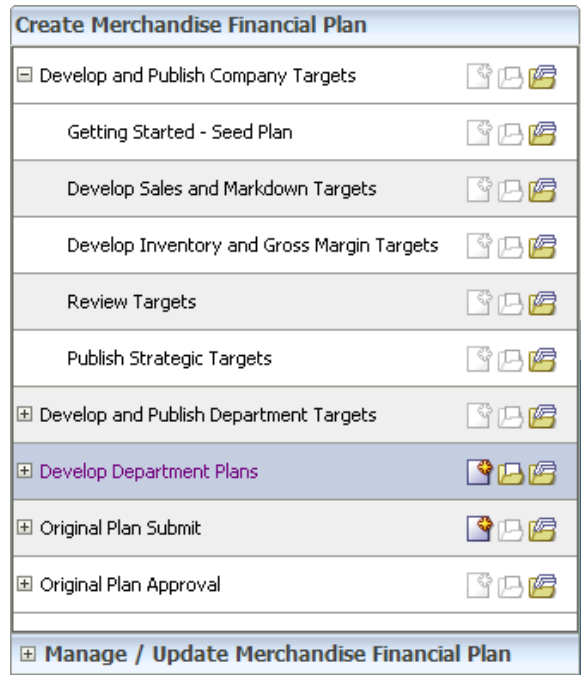 Create Merchandise Financial Plan
Develop and Publish Company Targets
Getting Started - Seed Plan
Develop Sales and Markdown Targets
Develop Inventory and Gross Margin Targets
Review Targets
Publish Strategic Targets
Develop and Publish Department Targets
Develop Department Plans
Original Plan Submit
Original Plan Approval
Manage / Update Merchandise Financial Plan